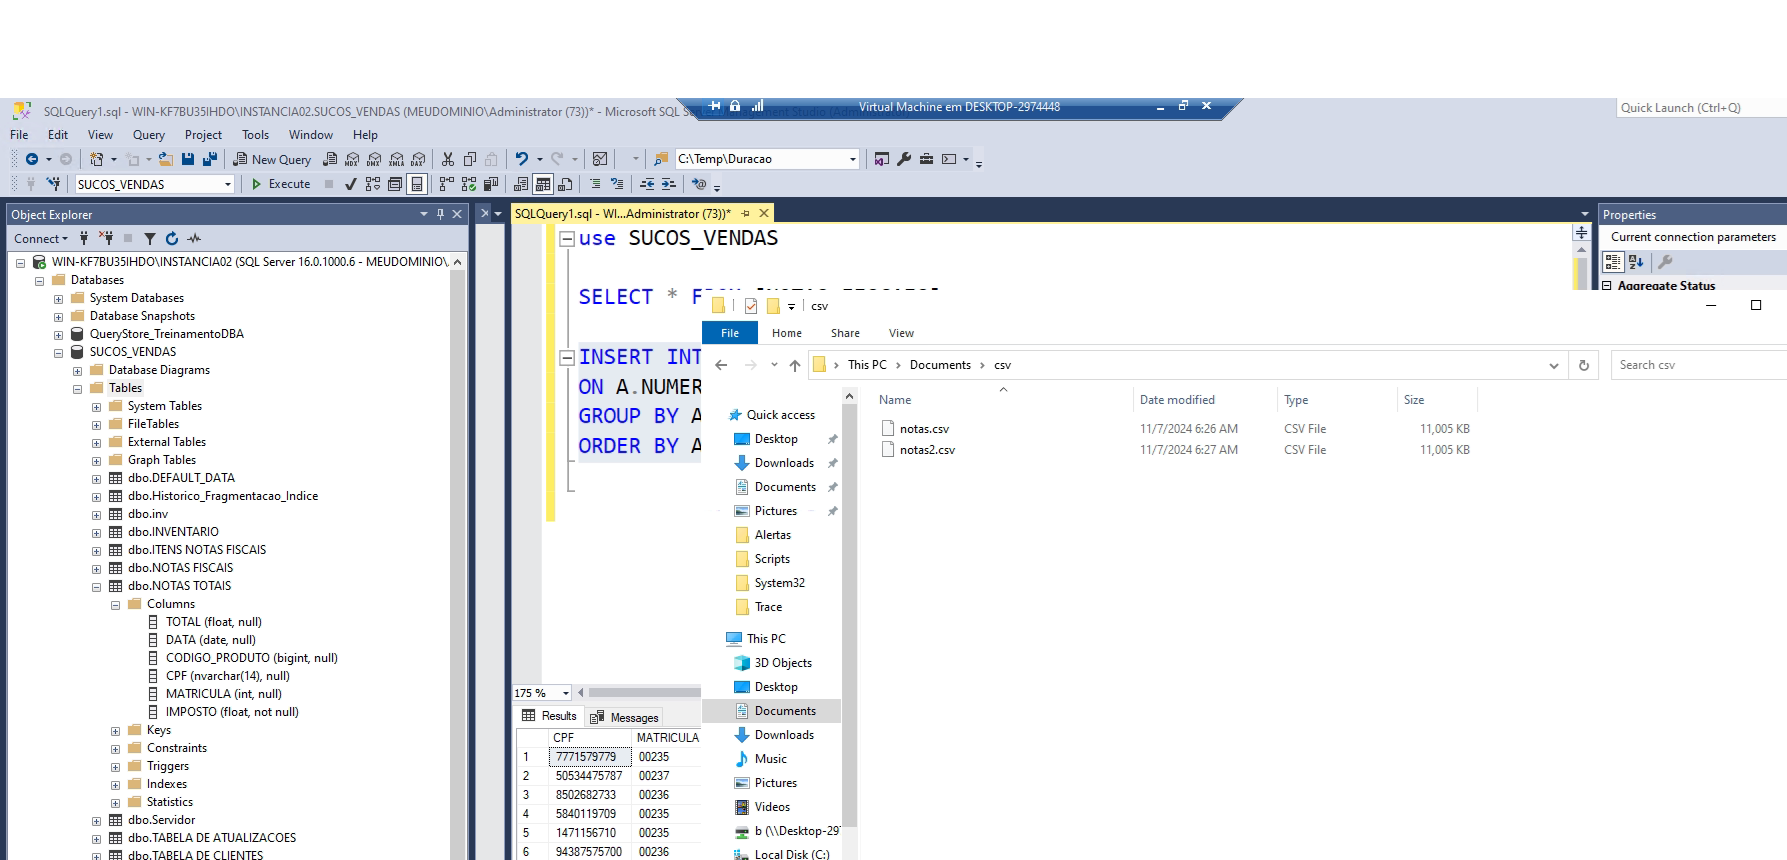 SQLQuery1.sql - WIN-KF7BU35IHDO\INSTANCIA02.SUCOS_VENDAS (MEUDOMINIO\Administrator (73))* - Microsoft SQL Server Management Studio (Administrator)
Virtual Machine em DESKTOP-2974448
Quick Launch (Ctrl+Q)
File Edit View Query Project Tools Window Help
New Query MDX DMX XMLA DAX C:\Temp\Duracao
SUCOS_VENDAS Execute
Object Explorer
SQLQuery1.sql - WI...Administrator (73))*
Properties
Connect
Current connection parameters
Aggregate Status
WIN-KF7BU35IHDO\INSTANCIA02 (SQL Server 16.0.1000.6 - MEUDOMINIO\
Databases
System Databases
Database Snapshots
QueryStore_TreinamentoDBA
SUCOS_VENDAS
Database Diagrams
Tables
System Tables
FileTables
External Tables
Graph Tables
dbo.DEFAULT_DATA
dbo.Historico_Fragmentacao_Indice
dbo.inv
dbo.INVENTARIO
dbo.ITENS NOTAS FISCAIS
dbo.NOTAS FISCAIS
dbo.NOTAS TOTAIS
Columns
TOTAL (float, null)
DATA (date, null)
CODIGO_PRODUTO (bigint, null)
CPF (nvarchar(14), null)
MATRICULA (int, null)
IMPOSTO (float, not null)
Keys
Constraints
Triggers
Indexes
Statistics
dbo.Servidor
dbo.TABELA DE ATUALIZACOES
dbo.TABELA DE CLIENTES
use SUCOS_VENDAS
SELECT * F
INSERT INT
ON A.NUMER
GROUP BY A
ORDER BY A
175 %
Results Messages
CPF MATRICULA
1 7771579779 00235
2 50534475787 00237
3 8502682733 00236
4 5840119709 00235
5 1471156710 00235
6 94387575700 00236
csv
File Home Share View
This PC Documents csv
Search csv
Name Date modified Type Size
notas.csv 11/7/2024 6:26 AM CSV File 11,005 KB
notas2.csv 11/7/2024 6:27 AM CSV File 11,005 KB
Quick access
Desktop
Downloads
Documents
Pictures
Alertas
Scripts
System32
Trace
This PC
3D Objects
Desktop
Documents
Downloads
Music
Pictures
Videos
b (\\Desktop-29
Local Disk (C:)